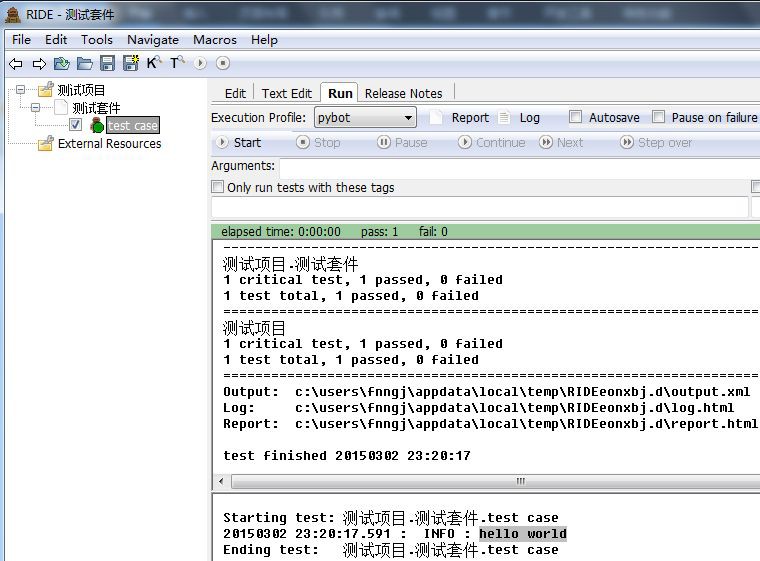 RIDE - 测试套件
File Edit Tools Navigate Macros Help
测试项目
测试套件
test case
External Resources
Edit Text Edit Run Release Notes
Execution Profile: pybot Report Log Autosave Pause on failure
Start Stop Pause Continue Next Step over
Arguments:
Only run tests with these tags
elapsed time: 0:00:00 pass: 1 fail: 0
测试项目.测试套件
1 critical test, 1 passed, 0 failed
1 test total, 1 passed, 0 failed
测试项目
1 critical test, 1 passed, 0 failed
1 test total, 1 passed, 0 failed
Output: c:\users\fnngj\appdata\local\temp\RIDEeonxbj.d\output.xml
Log: c:\users\fnngj\appdata\local\temp\RIDEeonxbj.d\log.html
Report: c:\users\fnngj\appdata\local\temp\RIDEeonxbj.d\report.html
test finished 20150302 23:20:17
Starting test: 测试项目.测试套件.test case
20150302 23:20:17.591 : INFO : hello world
Ending test: 测试项目.测试套件.test case